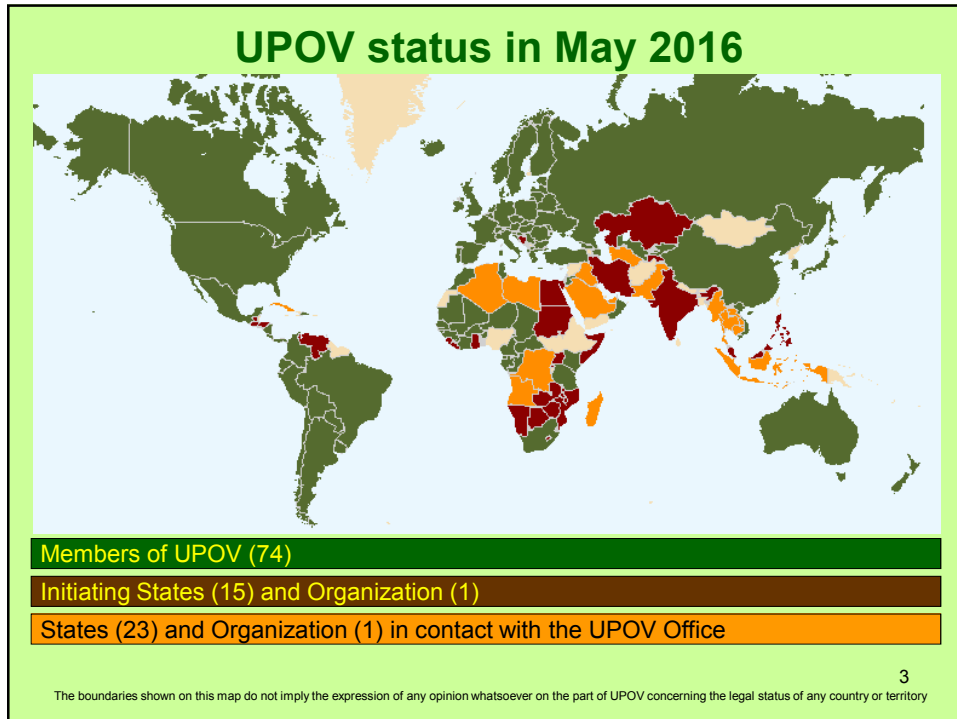 UPOV status in May 2016
Members of UPOV (74)
Initiating States (15) and Organization (1)
States (23) and Organization (1) in contact with the UPOV Office
3
The boundaries shown on this map do not imply the expression of any opinion whatsoever on the part of UPOV concerning the legal status of any country or territory